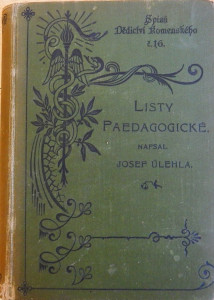 Spisů
Dědictví Komenského
č. 16.
LISTY
PAEDAGOGICKÉ.
NAPSAL
JOSEF ÚLEHLA.